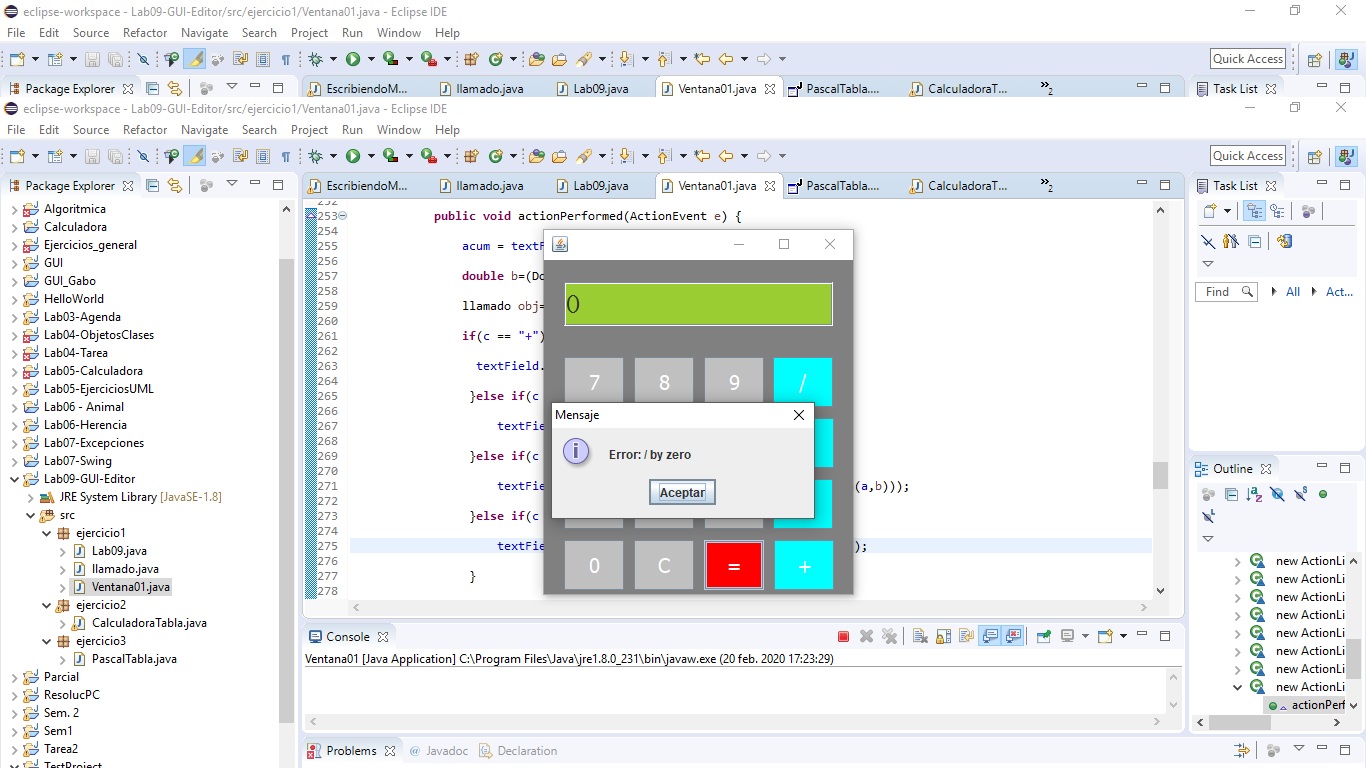 eclipse-workspace - Lab09-GUI-Editor/src/ejercicio1/Ventana01.java - Eclipse IDE
File Edit Source Refactor Navigate Search Project Run Window Help
Quick Access
Package Explorer
EscribiendoM... llamado.java Lab09.java Ventana01.java PascalTabla.... CalculadoraT... »2
Task List
eclipse-workspace - Lab09-GUI-Editor/src/ejercicio1/Ventana01.java - Eclipse IDE
File Edit Source Refactor Navigate Search Project Run Window Help
Quick Access
Package Explorer
EscribiendoM... llamado.java Lab09.java Ventana01.java PascalTabla.... CalculadoraT... »2
Task List
Find All Act...
Algoritmica
Calculadora
Ejercicios_general
GUI
GUI_Gabo
HelloWorld
Lab03-Agenda
Lab04-ObjetosClases
Lab04-Tarea
Lab05-Calculadora
Lab05-EjerciciosUML
Lab06 - Animal
Lab06-Herencia
Lab07-Excepciones
Lab07-Swing
Lab09-GUI-Editor
JRE System Library [JavaSE-1.8]
src
ejercicio1
Lab09.java
llamado.java
Ventana01.java
ejercicio2
CalculadoraTabla.java
ejercicio3
PascalTabla.java
Parcial
ResolucPC
Sem. 2
Sem1
Tarea2
TestProject
252
253 public void actionPerformed(ActionEvent e) {
254
255 acum = textF
256
257 double b=(Do
258
259 llamado obj=
260
261 if(c == "+")
262
263 textField.
264
265 }else if(c
266
267 textFie
268
269 }else if(c
270
271 textFie (a,b)));
272
273 }else if(c
274
275 textFie );
276
277 }
278
0
7 8 9 /
Mensaje
Error: / by zero
Aceptar
0 C = +
Outline
new ActionLi
new ActionLi
new ActionLi
new ActionLi
new ActionLi
new ActionLi
new ActionLi
new ActionLi
actionPerf
Console
Ventana01 [Java Application] C:\Program Files\Java\jre1.8.0_231\bin\javaw.exe (20 feb. 2020 17:23:29)
Problems @ Javadoc Declaration